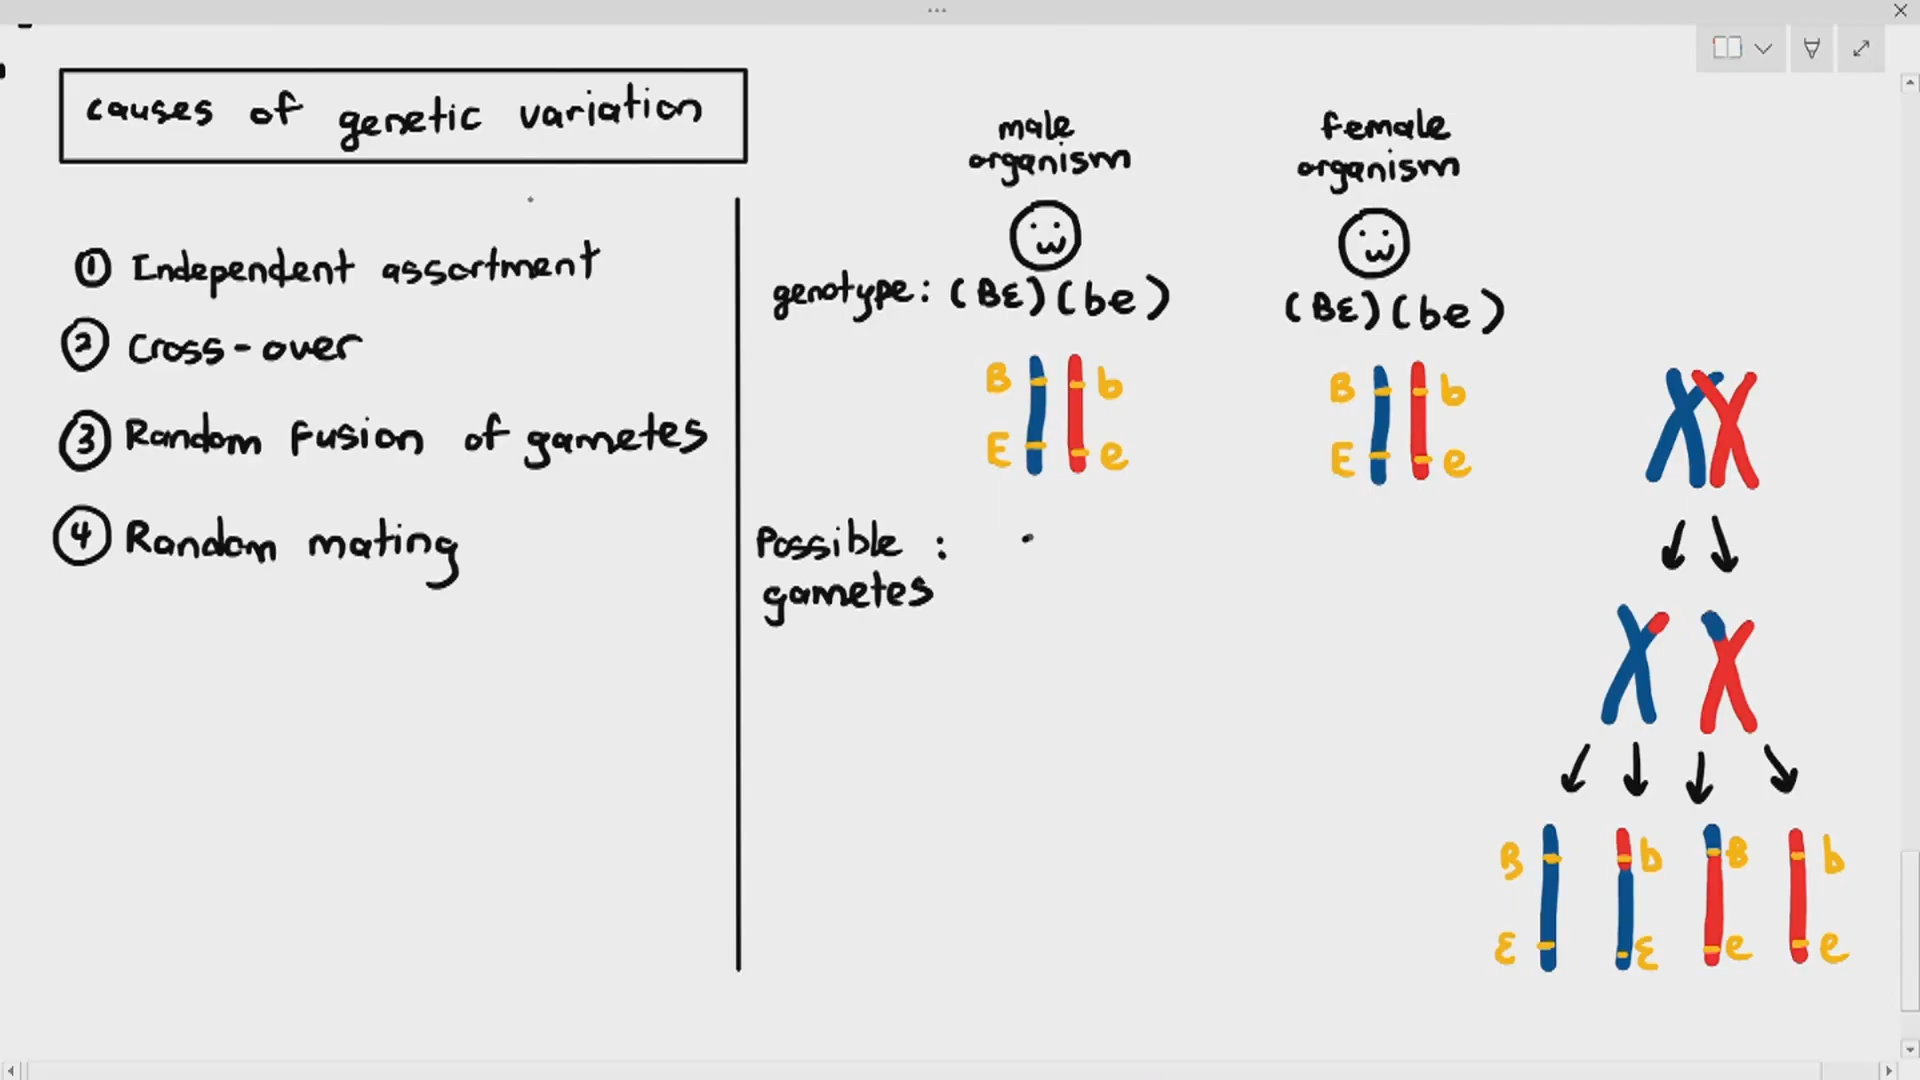 causes of genetic variation
① Independent assortment
② Cross-over
③ Random fusion of gametes
④ Random mating
male
organism
female
organism
genotype: (BE)(be)
(BE)(be)
B b
E e
B b
E e
Possible :
gametes
B b B b
E E e e